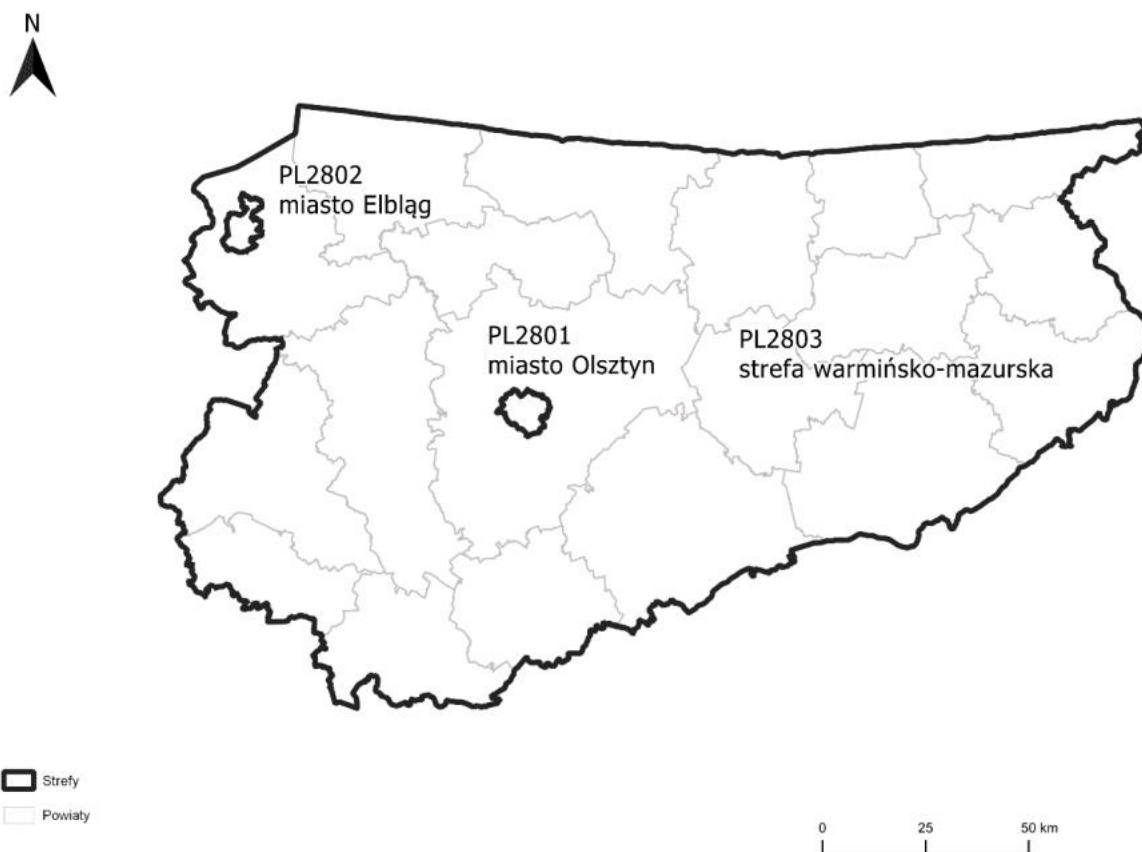 N
PL2802
miasto Elbląg
PL2801
miasto Olsztyn
PL2803
strefa warmińsko-mazurska
Strefy
Powiaty
0 25 50 km